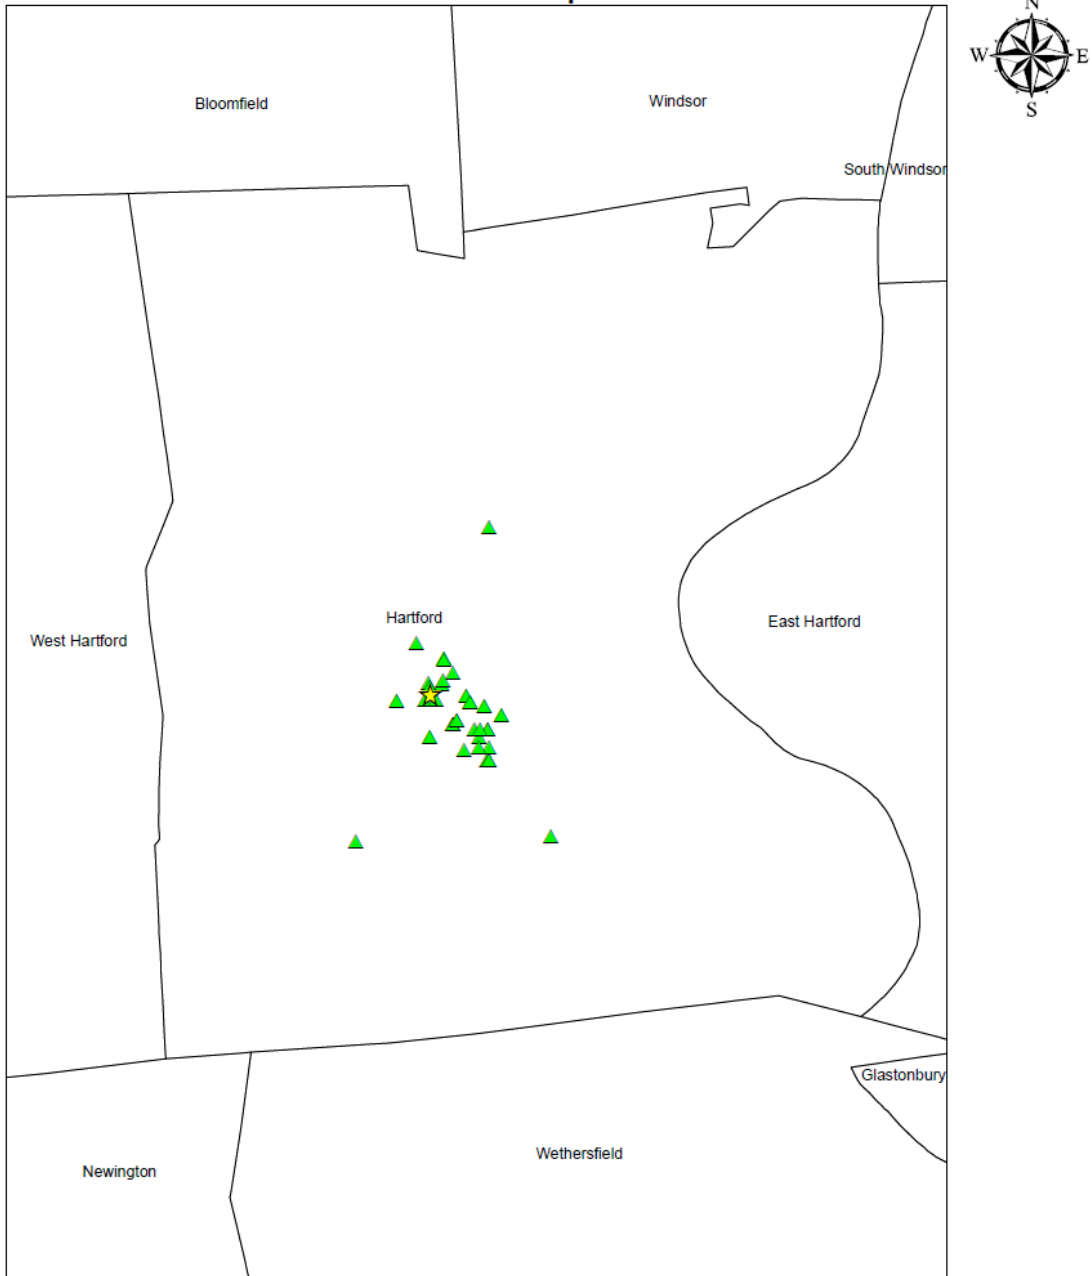 N
W E
S
Bloomfield
Windsor
South Windsor
Hartford
East Hartford
West Hartford
Glastonbury
Wethersfield
Newington